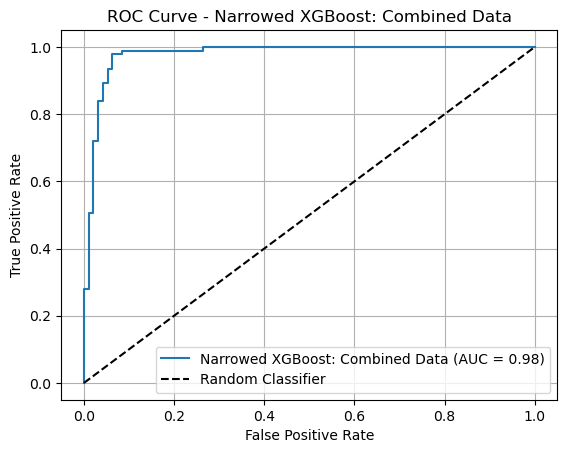 ROC Curve - Narrowed XGBoost: Combined Data
True Positive Rate
1.0
0.8
0.6
0.4
0.2
0.0
Narrowed XGBoost: Combined Data (AUC = 0.98)
Random Classifier
0.0 0.2 0.4 0.6 0.8 1.0
False Positive Rate